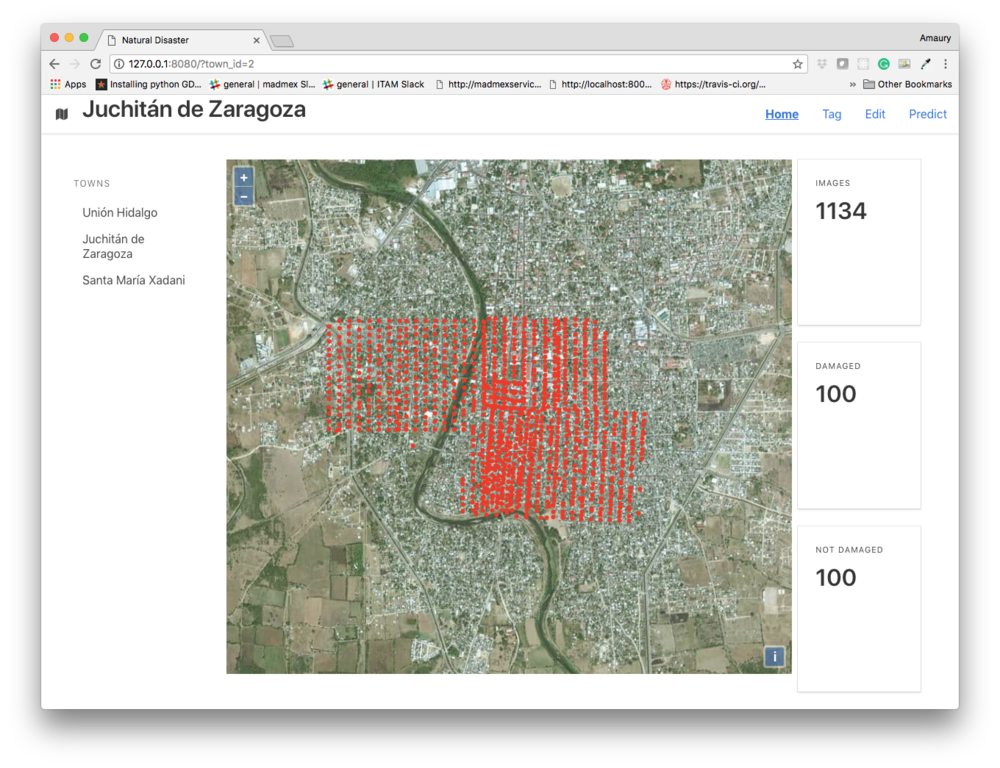 Natural Disaster
Amaury
127.0.0.1:8080/?town_id=2
Apps
Installing python GD...
general | madmex Sl...
general | ITAM Slack
http://madmexservic...
http://localhost:800...
https://travis-ci.org/...
»
Other Bookmarks
Juchitán de Zaragoza
Home
Tag
Edit
Predict
TOWNS
Unión Hidalgo
Juchitán de
Zaragoza
Santa María Xadani
+
−
i
IMAGES
1134
DAMAGED
100
NOT DAMAGED
100